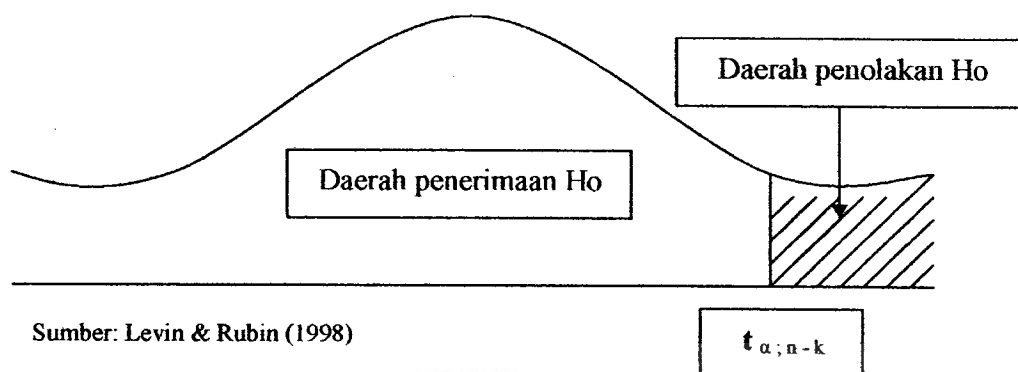 Daerah penolakan Ho
Daerah penerimaan Ho
Sumber: Levin & Rubin (1998)
t α ; n - k